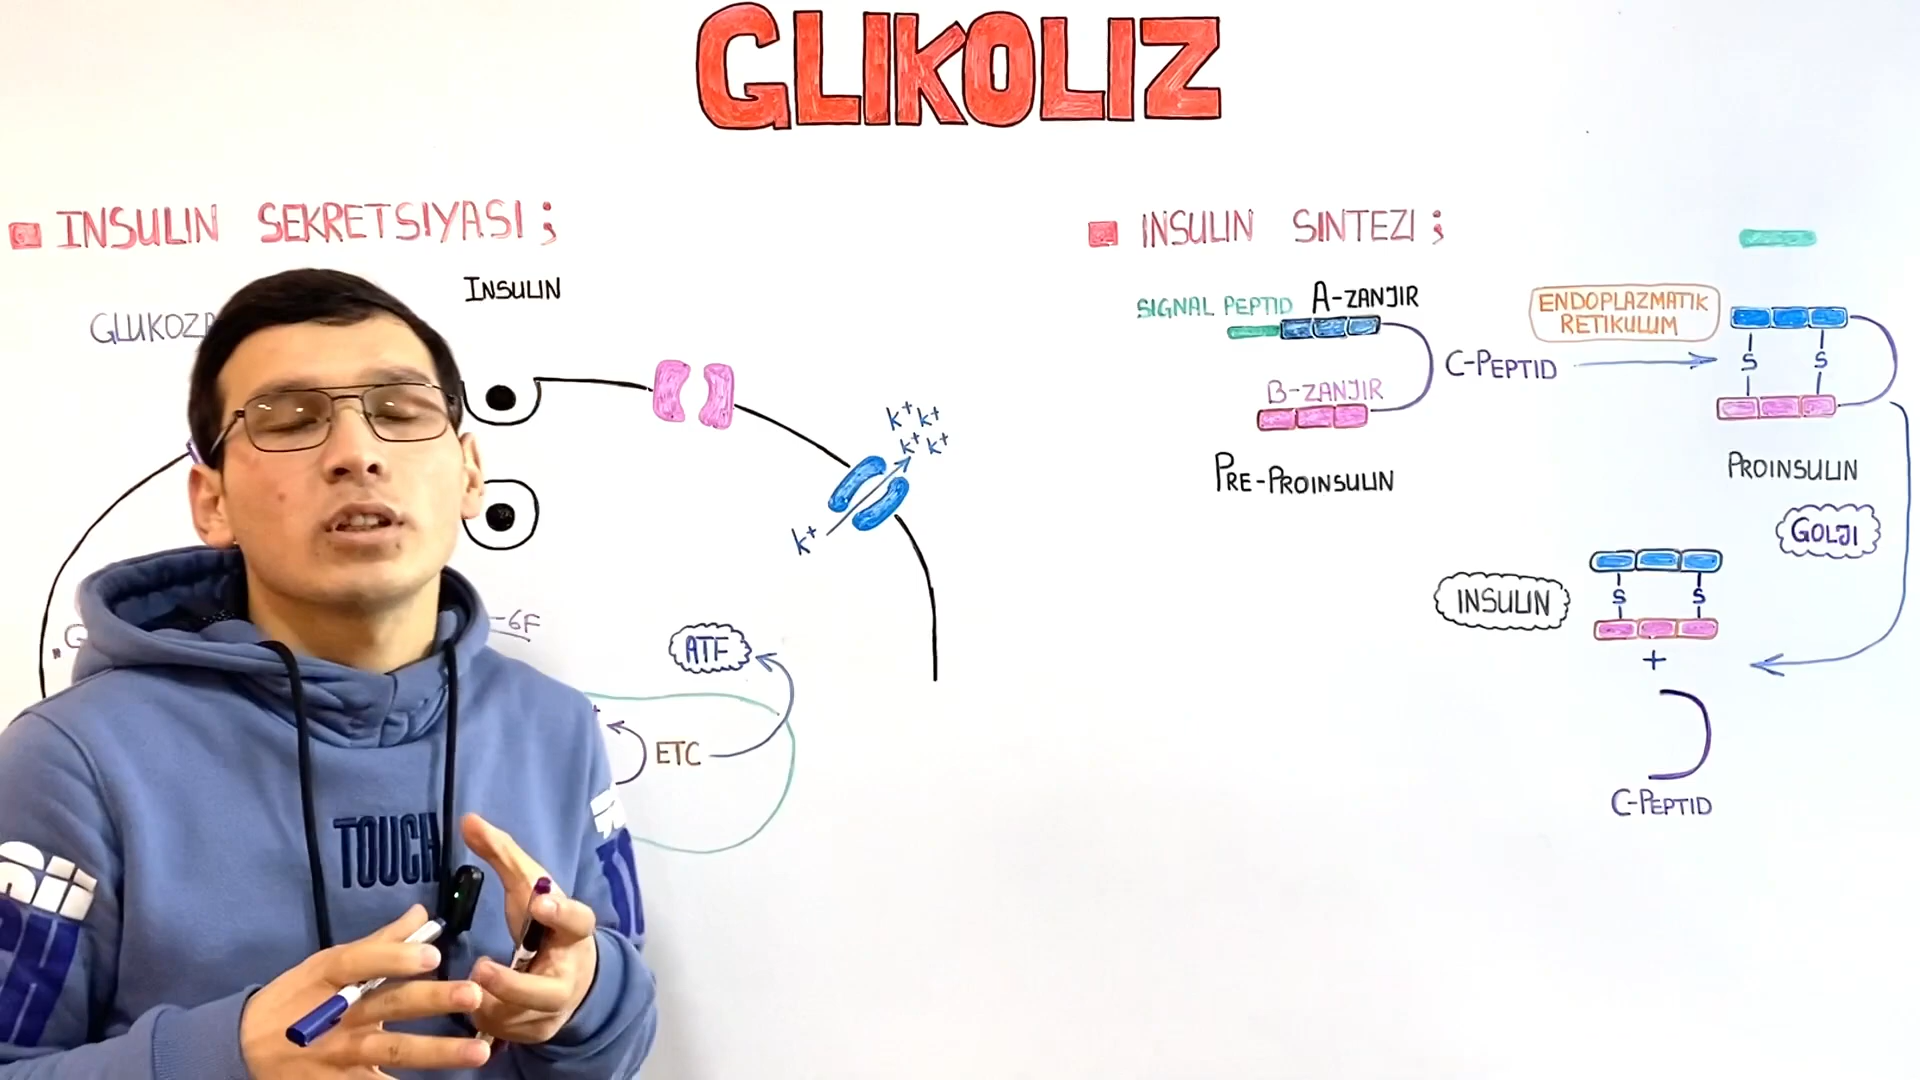 GLIKOLIZ
INSULIN SEKRETSIYASI ;
INSULIN
K+ K+
K+ K+
K+
-6F
ATF
ETC
TOUCH
INSULIN SINTEZI ;
SIGNAL PEPTID
A-ZANJIR
B-ZANJIR
C-PEPTID
PRE-PROINSULIN
ENDOPLAZMATIK
RETIKULUM
S S
PROINSULIN
GOLJI
INSULIN
S S
+
C-PEPTID